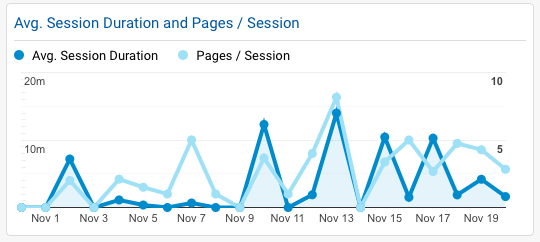 Avg. Session Duration and Pages / Session
Avg. Session Duration Pages / Session
20m 10
10m 5
Nov 1 Nov 3 Nov 5 Nov 7 Nov 9 Nov 11 Nov 13 Nov 15 Nov 17 Nov 19